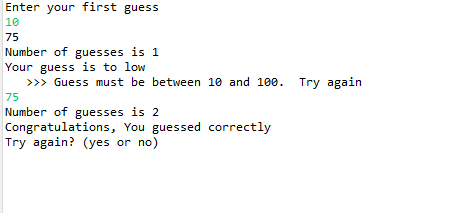 Enter your first guess
10
75
Number of guesses is 1
Your guess is to low
   >>> Guess must be between 10 and 100.  Try again
75
Number of guesses is 2
Congratulations, You guessed correctly
Try again? (yes or no)